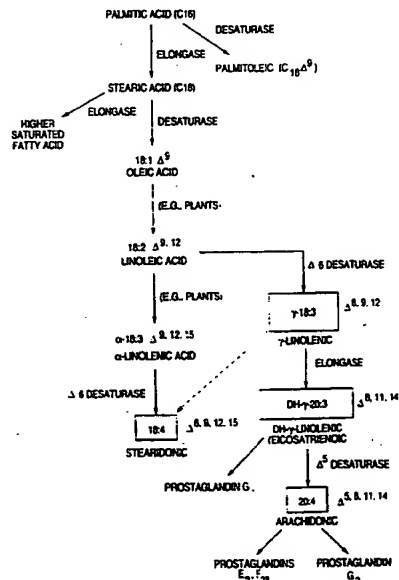 PALMITIC ACID (C16)
DESATURASE
ELONGASE
PALMITOLEIC (C16Δ9)
STEARIC ACID (C18)
ELONGASE
DESATURASE
HIGHER
SATURATED
FATTY ACID
18:1 Δ9
OLEIC ACID
(E.G., PLANTS)
18:2 Δ9, 12
LINOLEIC ACID
Δ 6 DESATURASE
(E.G., PLANTS)
γ-18:3 Δ6, 9, 12
γ-LINOLENIC
α-18:3 Δ9, 12, 15
α-LINOLENIC ACID
ELONGASE
Δ 6 DESATURASE
DH-γ-20:3 Δ8, 11, 14
18:4 Δ6, 9, 12, 15
STEARIDONIC
DH-γ-LINOLENIC
(EICOSATRIENOIC
Δ5 DESATURASE
PROSTAGLANDIN G
20:4 Δ5, 8, 11, 14
ARACHIDONIC
PROSTAGLANDINS
PROSTAGLANDIN